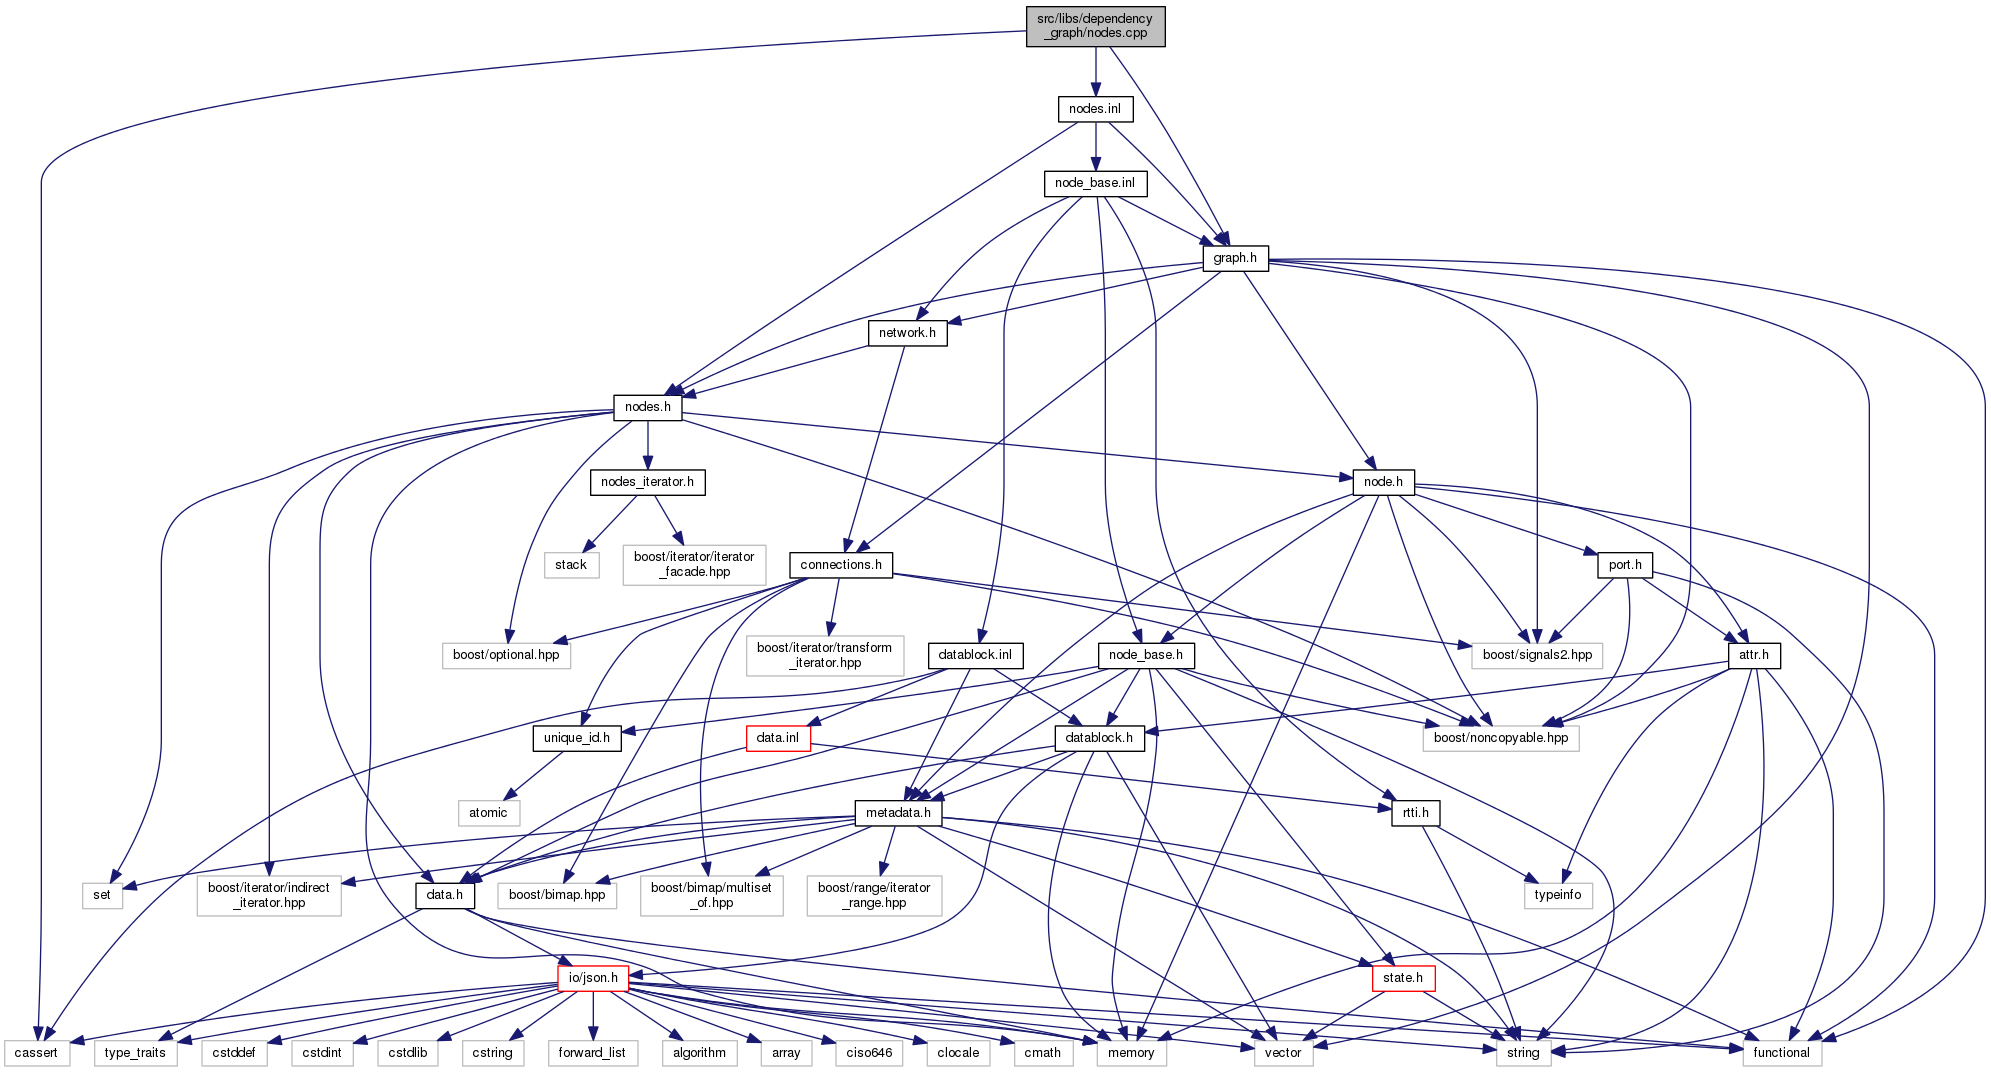 src/libs/dependency
_graph/nodes.cpp
nodes.inl
node_base.inl
graph.h
network.h
nodes.h
nodes_iterator.h
node.h
stack
boost/iterator/iterator
_facade.hpp
connections.h
port.h
boost/optional.hpp
boost/iterator/transform
_iterator.hpp
datablock.inl
node_base.h
boost/signals2.hpp
attr.h
unique_id.h
data.inl
datablock.h
boost/noncopyable.hpp
atomic
metadata.h
rtti.h
set
boost/iterator/indirect
_iterator.hpp
data.h
boost/bimap.hpp
boost/bimap/multiset
_of.hpp
boost/range/iterator
_range.hpp
typeinfo
io/json.h
state.h
cassert
type_traits
cstddef
cstdint
cstdlib
cstring
forward_list
algorithm
array
ciso646
clocale
cmath
memory
vector
string
functional